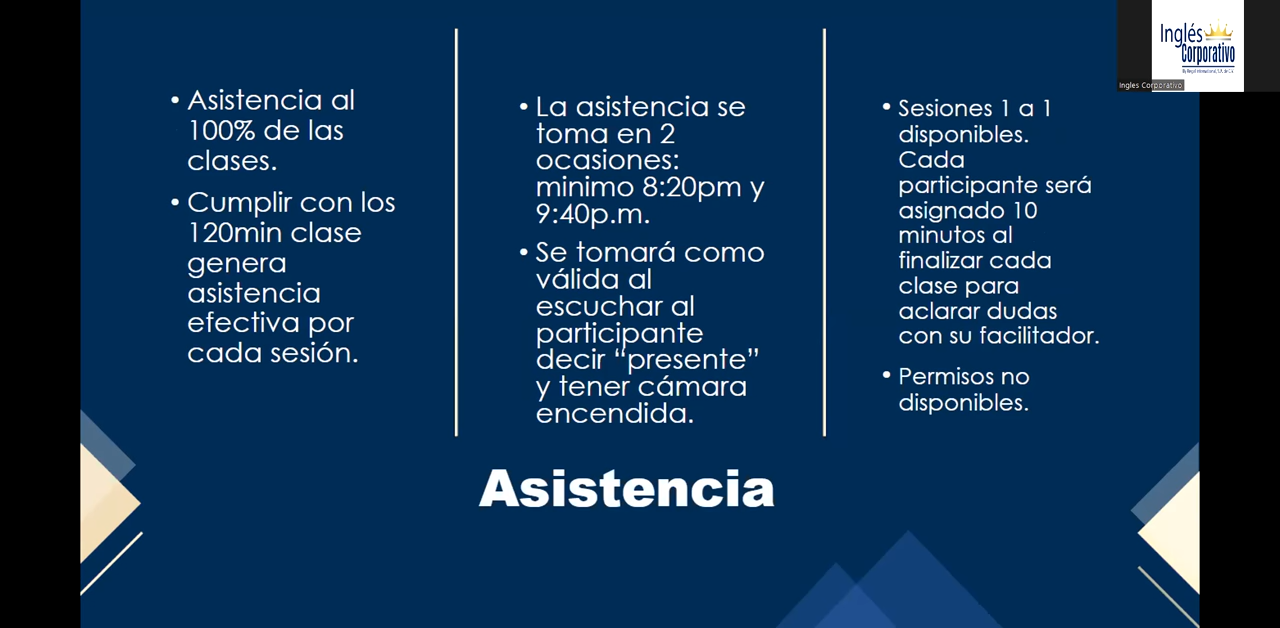 • Asistencia al
100% de las
clases.
• Cumplir con los
120min clase
genera
asistencia
efectiva por
cada sesión.
• La asistencia se
toma en 2
ocasiones:
minimo 8:20pm y
9:40p.m.
• Se tomará como
válida al
escuchar al
participante
decir “presente”
y tener cámara
encendida.
• Sesiones 1 a 1
disponibles.
Cada
participante será
asignado 10
minutos al
finalizar cada
clase para
aclarar dudas
con su facilitador.
• Permisos no
disponibles.
Asistencia
Inglés
Corporativo
Ingles Corporativo